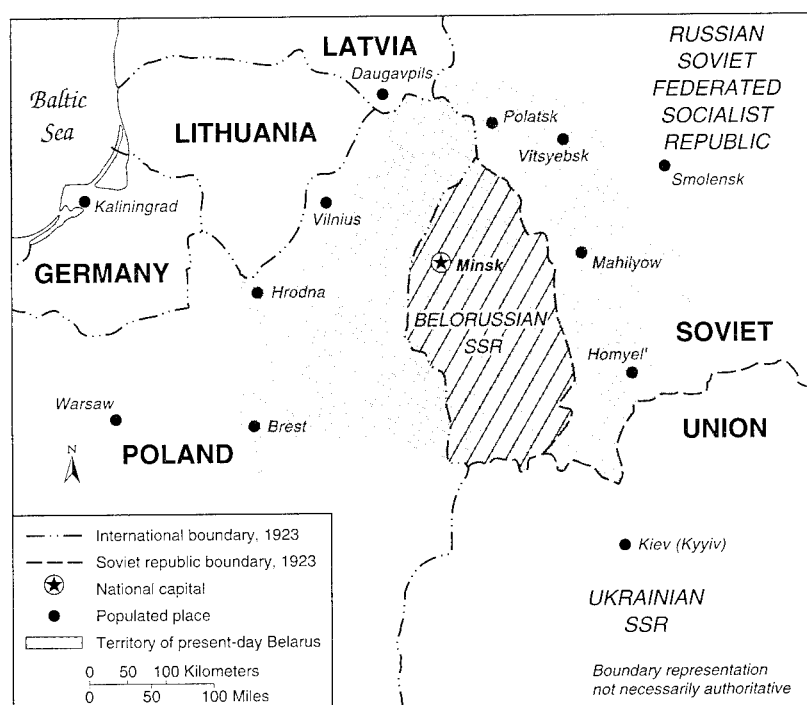 LATVIA
Daugavpils
RUSSIAN
SOVIET
FEDERATED
SOCIALIST
REPUBLIC
Baltic
Sea
LITHUANIA
Polatsk
Vitsyebsk
Smolensk
Kaliningrad
Vilnius
GERMANY
Minsk
Mahilyow
Hrodna
BELORUSSIAN
SSR
SOVIET
Homyel'
Warsaw
Brest
UNION
N
POLAND
International boundary, 1923
Soviet republic boundary, 1923
National capital
Populated place
Territory of present-day Belarus
0 50 100 Kilometers
0 50 100 Miles
Kiev (Kyyiv)
UKRAINIAN
SSR
Boundary representation
not necessarily authoritative